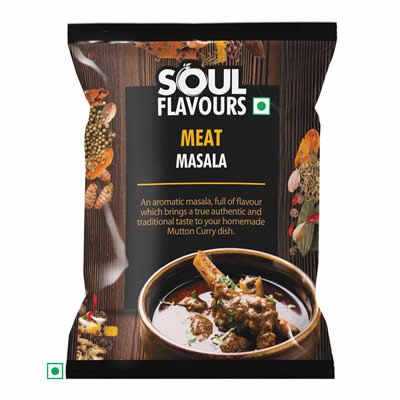 SOUL
FLAVOURS
MEAT
MASALA
An aromatic masala, full of flavour
which brings a true authentic and
traditional taste to your homemade
Mutton Curry dish.